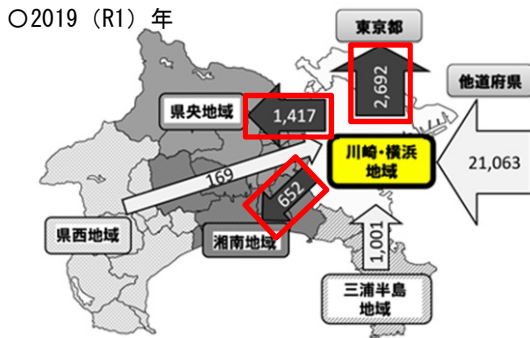 ○2019（R1）年
東京都
2,692
他道府県
県央地域
1,417
川崎・横浜
地域
21,063
169
652
県西地域
湘南地域
1,001
三浦半島
地域